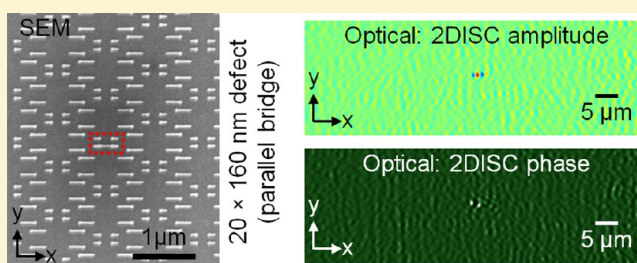 SEM
y
x
1μm
20 × 160 nm defect
(parallel bridge)
Optical: 2DISC amplitude
y
x
5 μm
Optical: 2DISC phase
y
x
5 μm